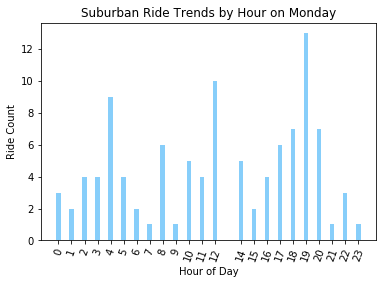 Suburban Ride Trends by Hour on Monday
Ride Count
12
10
8
6
4
2
0
0 1 2 3 4 5 6 7 8 9 10 11 12 14 15 16 17 18 19 20 21 22 23
Hour of Day